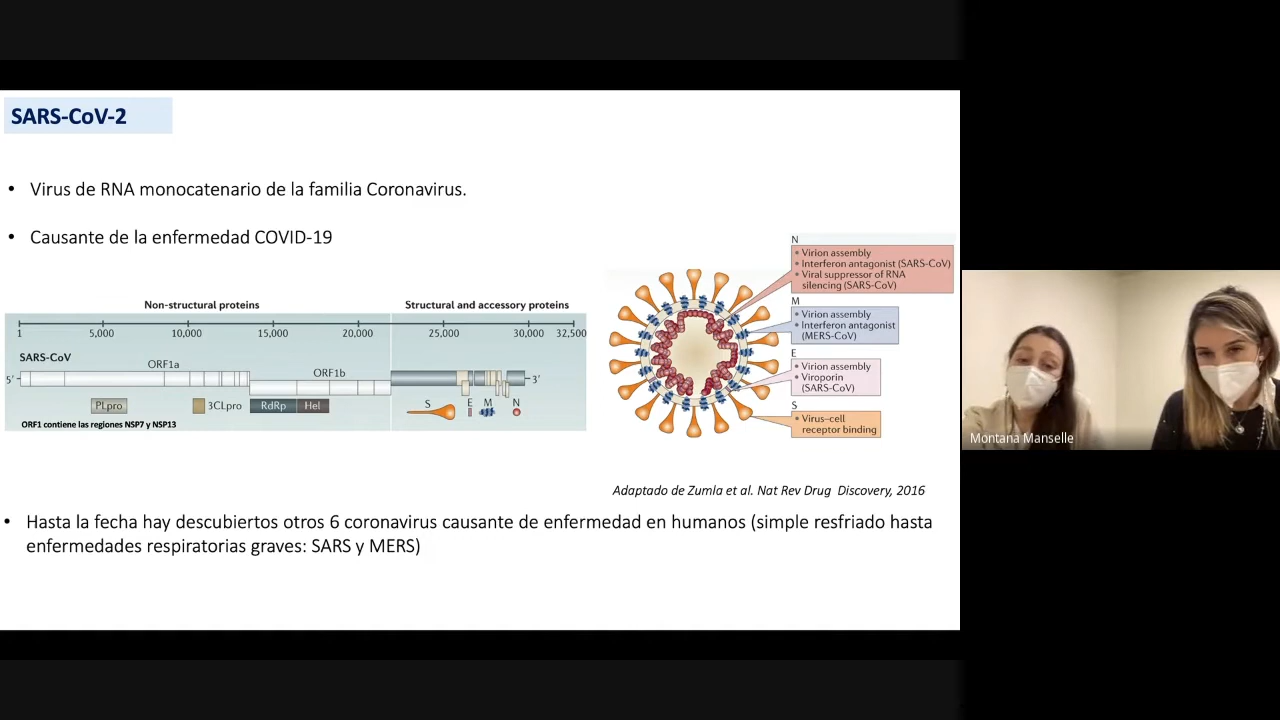 SARS-CoV-2
• Virus de RNA monocatenario de la familia Coronavirus.
• Causante de la enfermedad COVID-19
Non-structural proteins
Structural and accessory proteins
1 5,000 10,000 15,000 20,000 25,000 30,000 32,500
SARS-CoV
ORF1a
ORF1b
5′
3′
PLpro
3CLpro
RdRp
Hel
S
E
M
N
ORF1 contiene las regiones NSP7 y NSP13
N
• Virion assembly
• Interferon antagonist (SARS-CoV)
• Viral suppressor of RNA
silencing (SARS-CoV)
M
• Virion assembly
• Interferon antagonist
(MERS-CoV)
E
• Virion assembly
• Viroporin
(SARS-CoV)
S
• Virus–cell
receptor binding
Adaptado de Zumla et al. Nat Rev Drug Discovery, 2016
• Hasta la fecha hay descubiertos otros 6 coronavirus causante de enfermedad en humanos (simple resfriado hasta
enfermedades respiratorias graves: SARS y MERS)
Montana Manselle